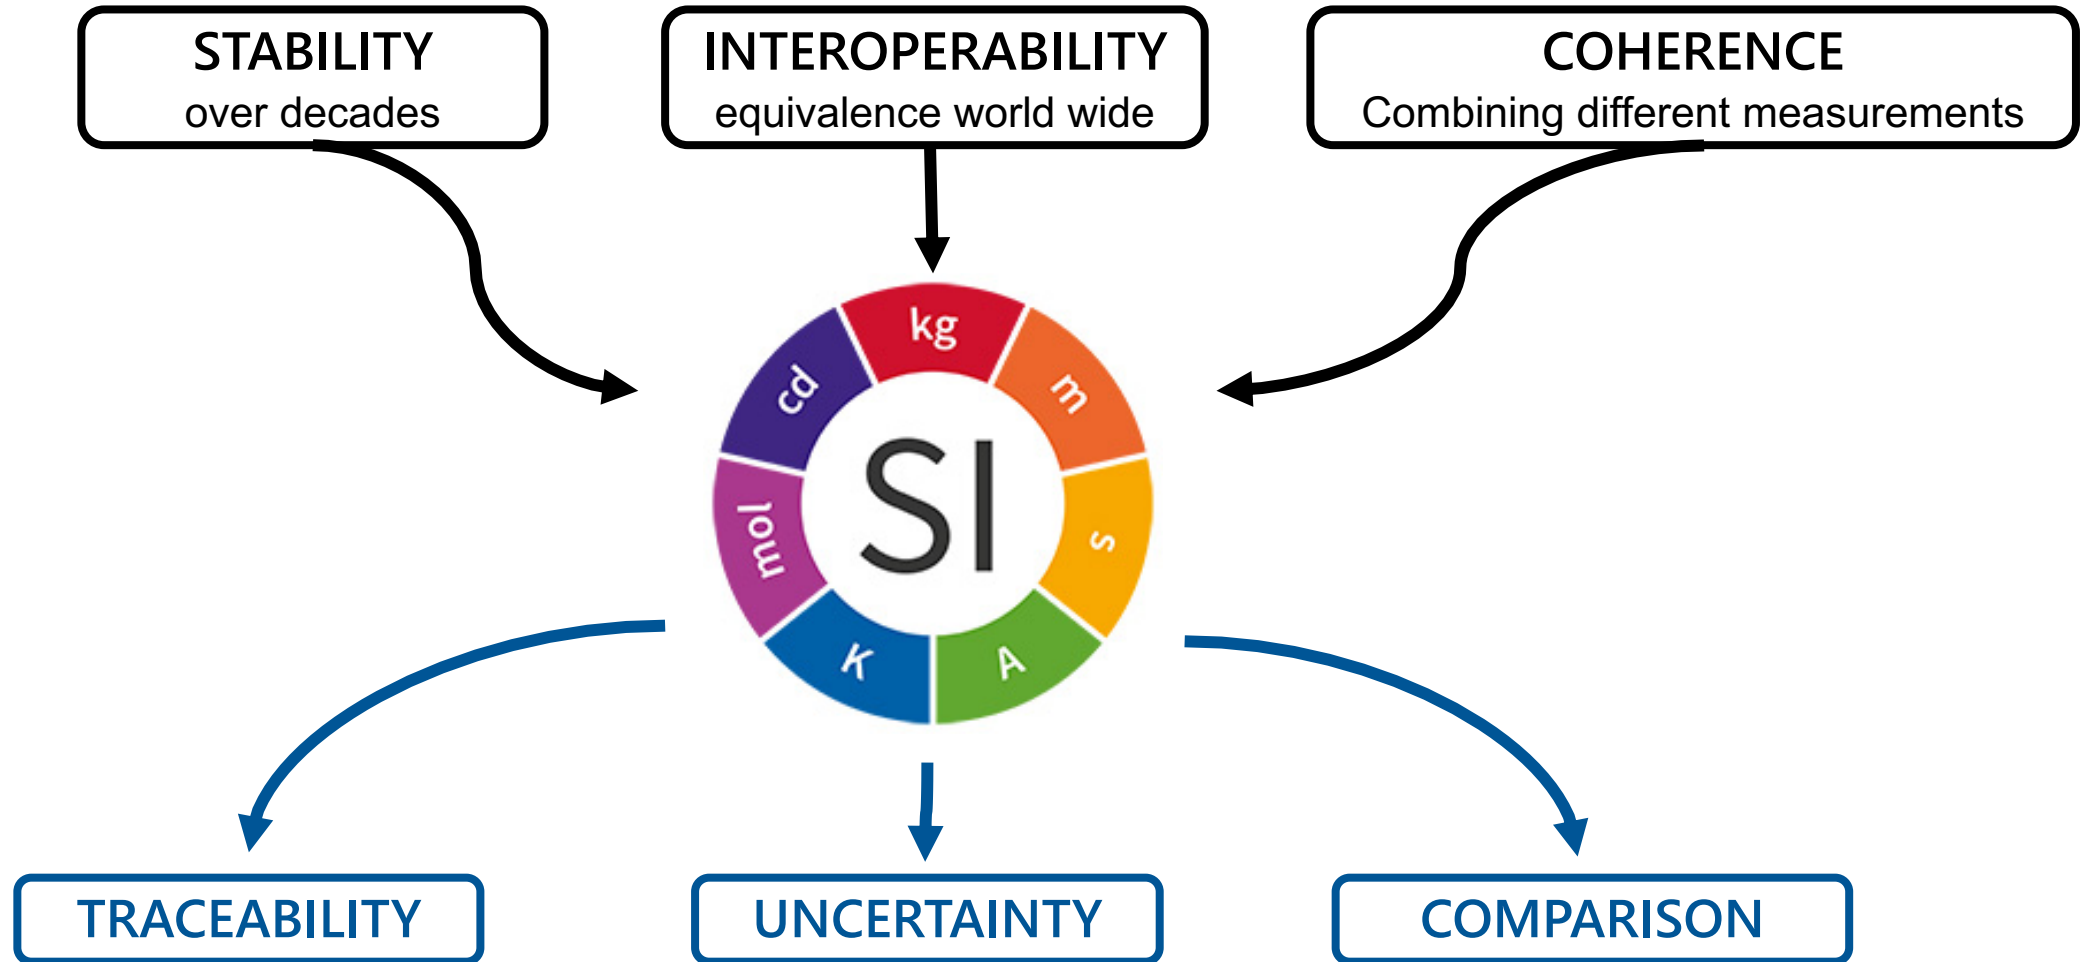 STABILITY
over decades
INTEROPERABILITY
equivalence world wide
COHERENCE
Combining different measurements
kg
m
s
A
K
mol
cd
SI
TRACEABILITY
UNCERTAINTY
COMPARISON